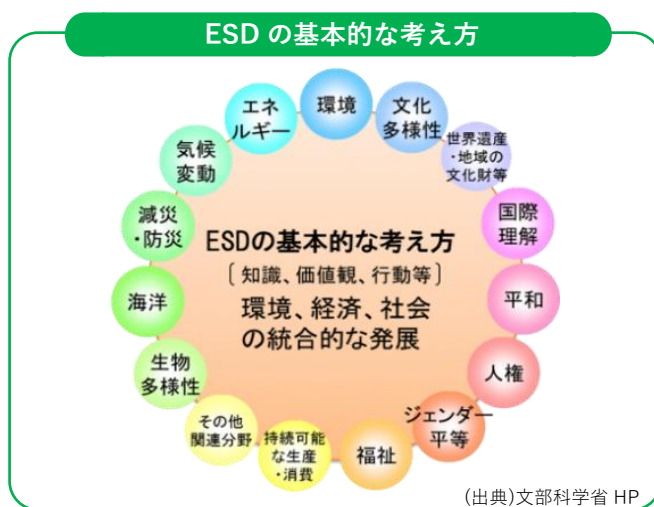 ESD の基本的な考え方
環境
文化
多様性
世界遺産
・地域の
文化財等
国際
理解
平和
人権
ジェンダー
平等
福祉
持続可能
な生産
・消費
その他
関連分野
生物
多様性
海洋
減災
・防災
気候
変動
エネ
ルギー
ESDの基本的な考え方
［知識、価値観、行動等］
環境、経済、社会
の統合的な発展
(出典)文部科学省 HP